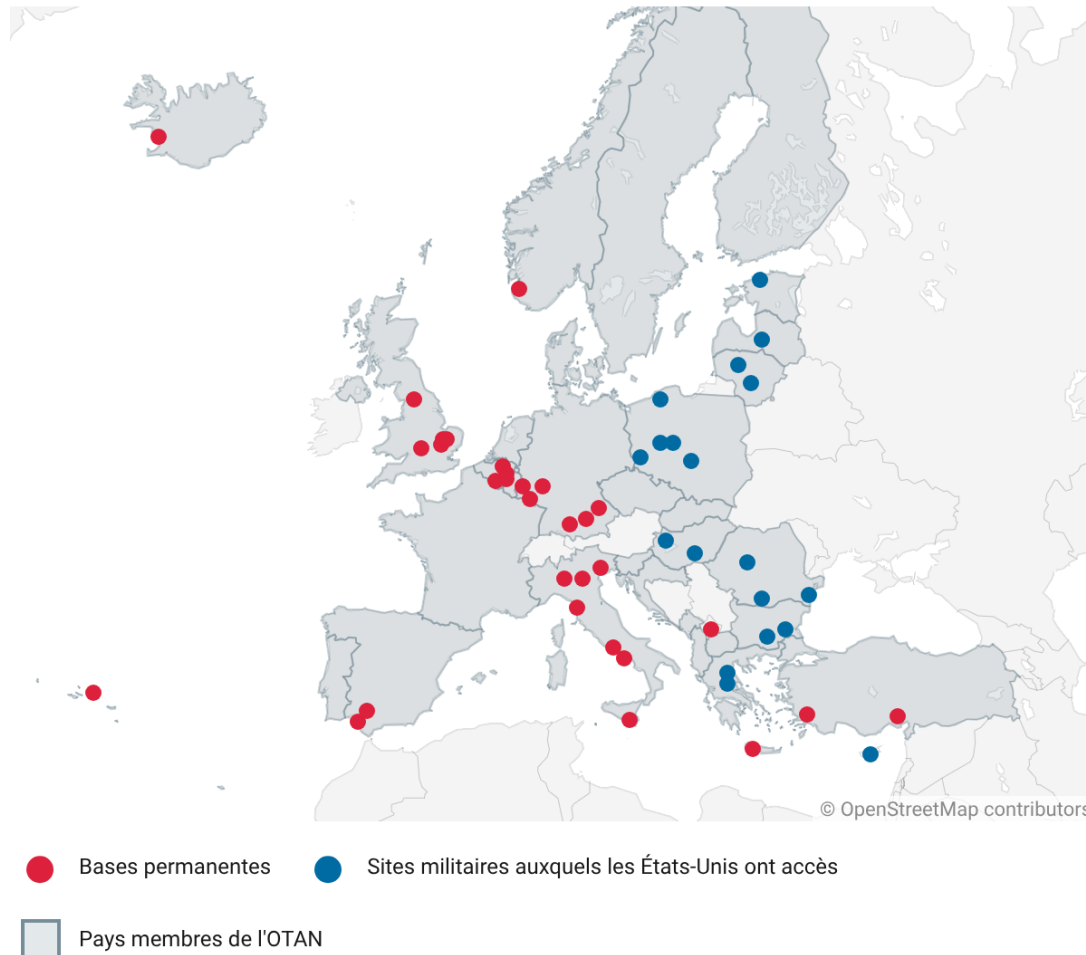 © OpenStreetMap contributors
Bases permanentes
Sites militaires auxquels les États-Unis ont accès
Pays membres de l'OTAN